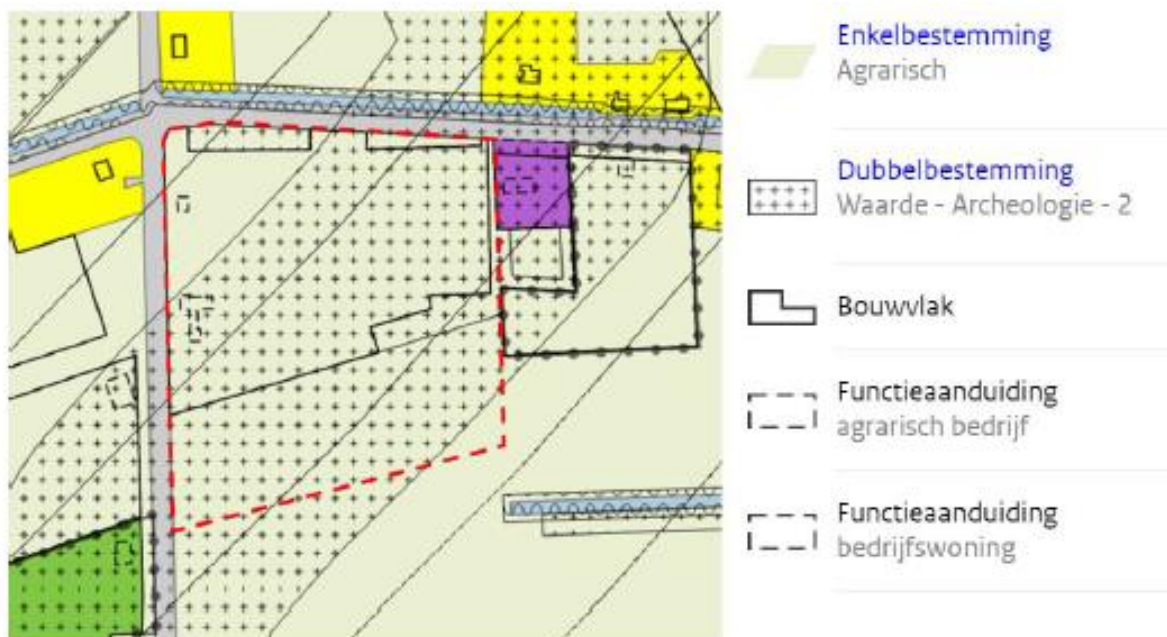 Enkelbestemming
Agrarisch
Dubbelbestemming
Waarde - Archeologie - 2
Bouwvlak
Functieaanduiding
agrarisch bedrijf
Functieaanduiding
bedrijfswoning